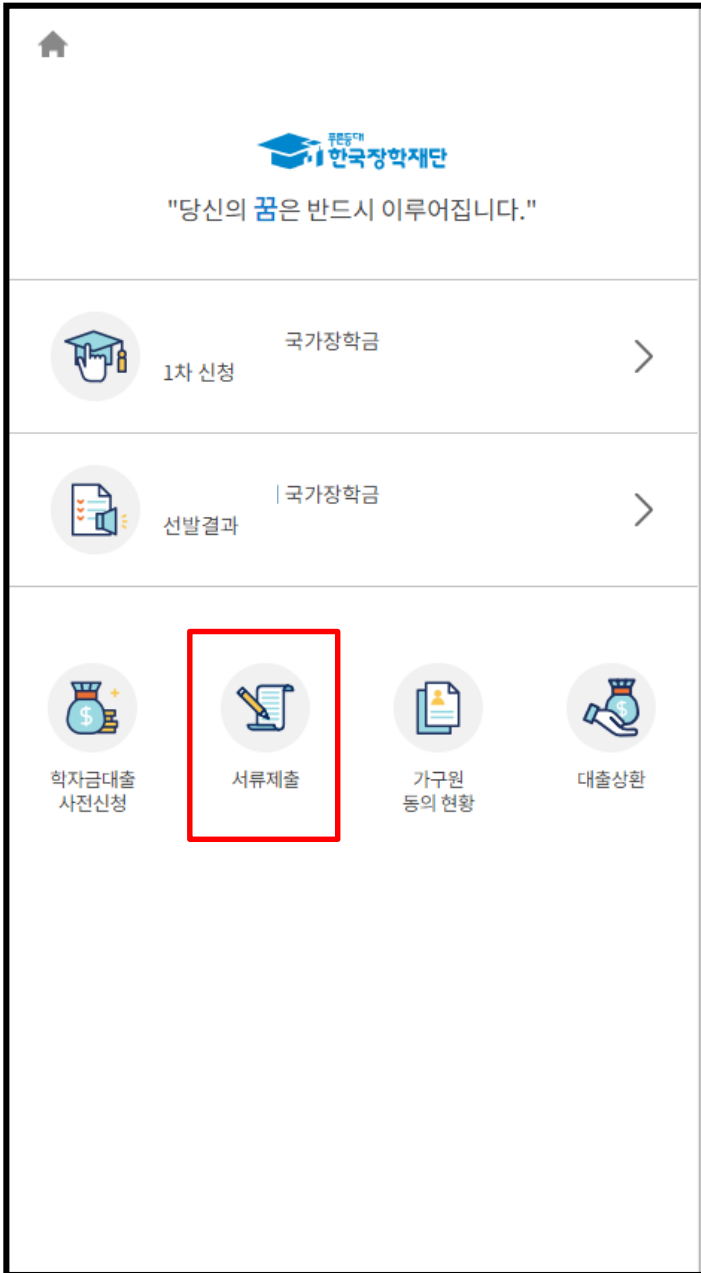 푸른등대
한국장학재단
"당신의 꿈은 반드시 이루어집니다."
국가장학금
1차 신청
국가장학금
선발결과
학자금대출
사전신청
서류제출
가구원
동의 현황
대출상환